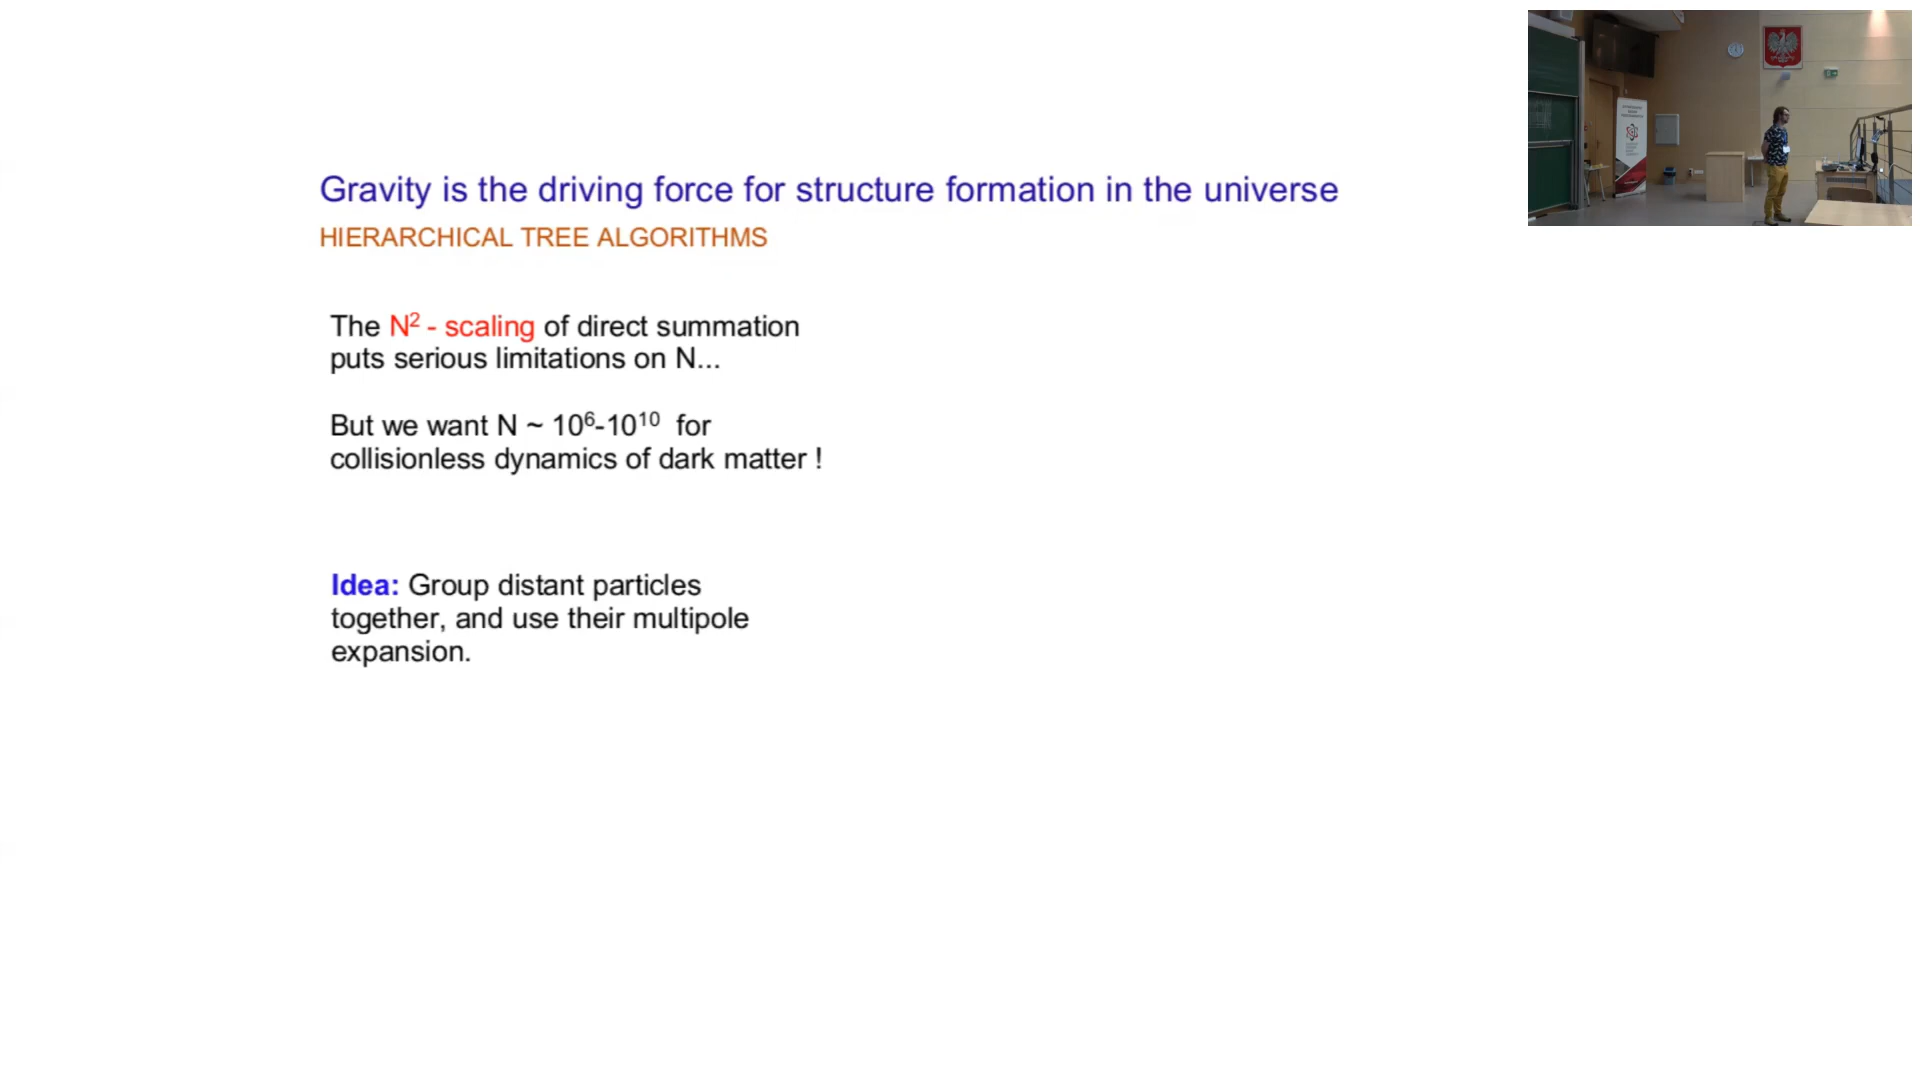 Gravity is the driving force for structure formation in the universe
HIERARCHICAL TREE ALGORITHMS
The N² - scaling of direct summation
puts serious limitations on N...
But we want N ~ 10⁶-10¹⁰ for
collisionless dynamics of dark matter !
Idea: Group distant particles
together, and use their multipole
expansion.